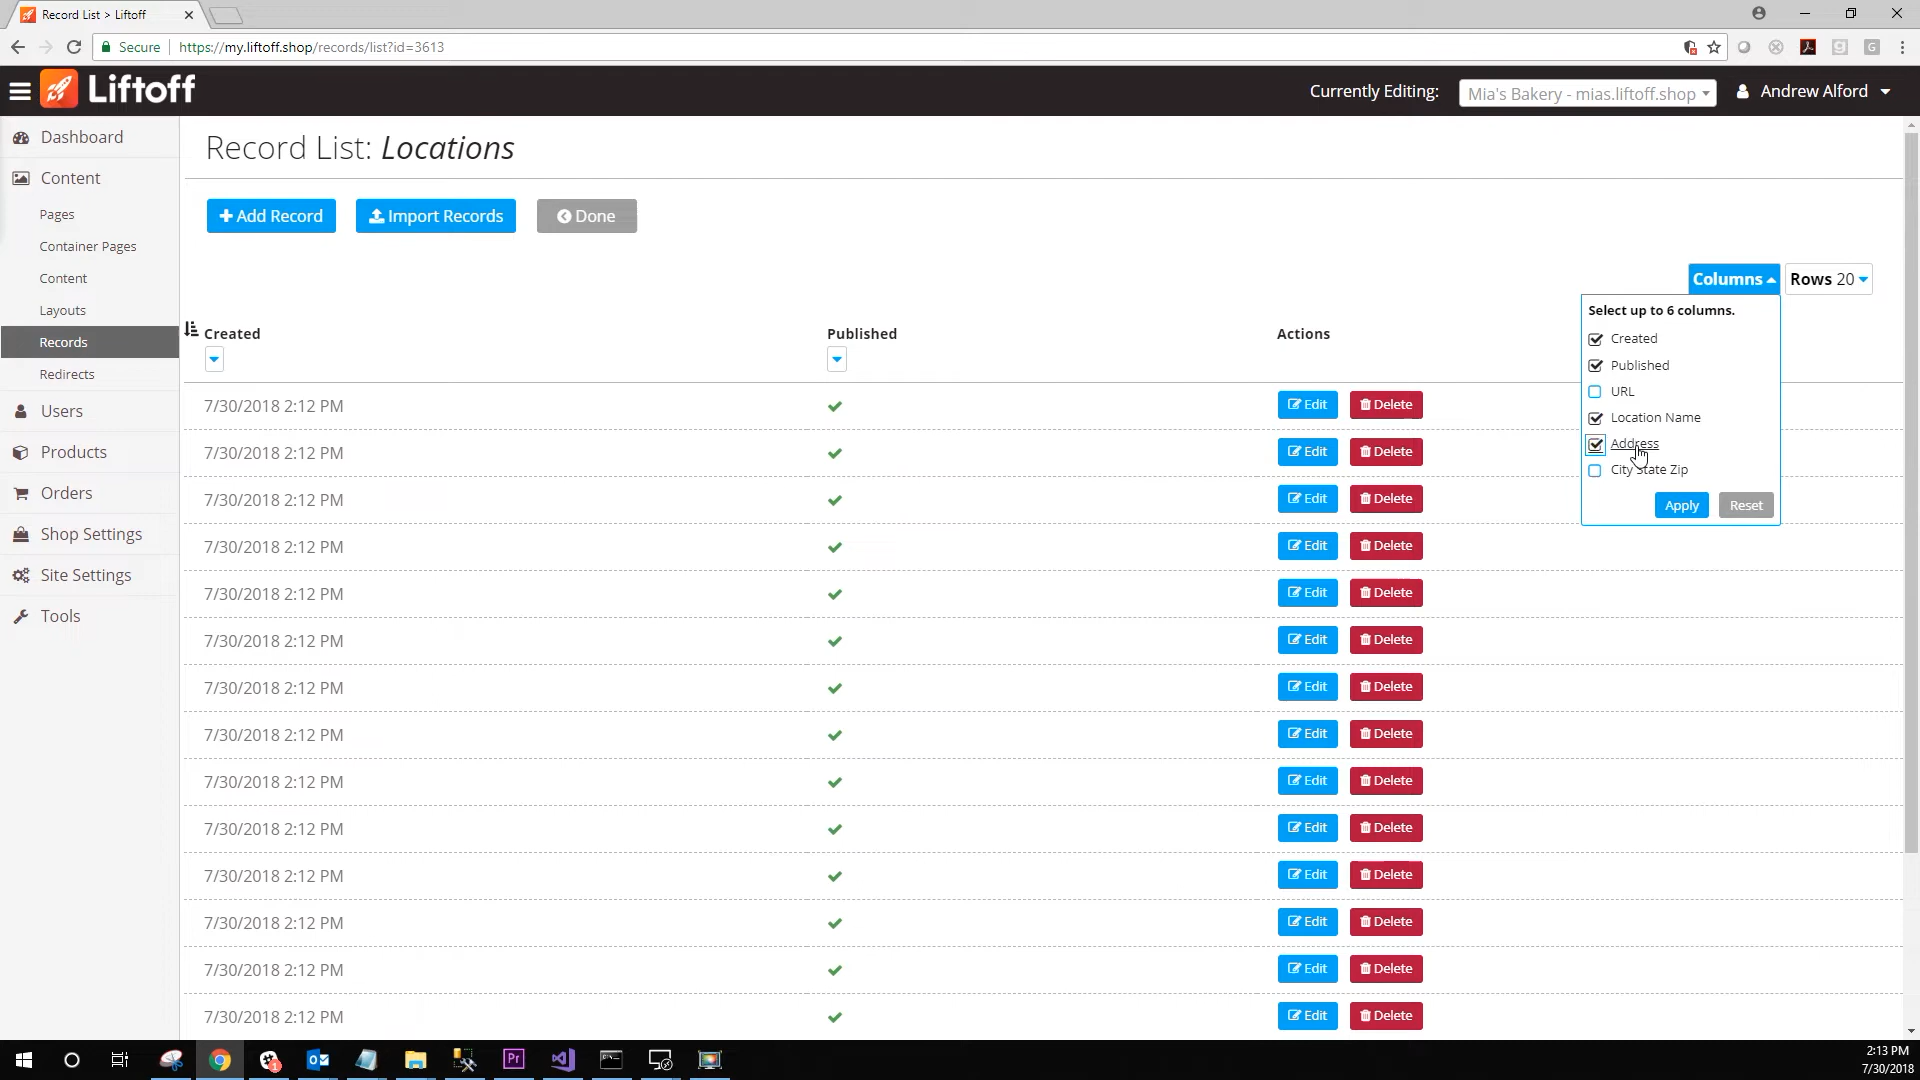 Record List > Liftoff
Secure
https://my.liftoff.shop/records/list?id=3613
Liftoff
Currently Editing:
Mia's Bakery - mias.liftoff.shop
Andrew Alford
Dashboard
Content
Pages
Container Pages
Content
Layouts
Records
Redirects
Users
Products
Orders
Shop Settings
Site Settings
Tools
Record List: Locations
Add Record
Import Records
Done
Columns
Rows 20
Select up to 6 columns.
Created
Published
URL
Location Name
Address
City State Zip
Apply
Reset
Created
Published
Actions
7/30/2018 2:12 PM Edit Delete
7/30/2018 2:12 PM Edit Delete
7/30/2018 2:12 PM Edit Delete
7/30/2018 2:12 PM Edit Delete
7/30/2018 2:12 PM Edit Delete
7/30/2018 2:12 PM Edit Delete
7/30/2018 2:12 PM Edit Delete
7/30/2018 2:12 PM Edit Delete
7/30/2018 2:12 PM Edit Delete
7/30/2018 2:12 PM Edit Delete
7/30/2018 2:12 PM Edit Delete
7/30/2018 2:12 PM Edit Delete
7/30/2018 2:12 PM Edit Delete
7/30/2018 2:12 PM Edit Delete
Pr
2:13 PM
7/30/2018